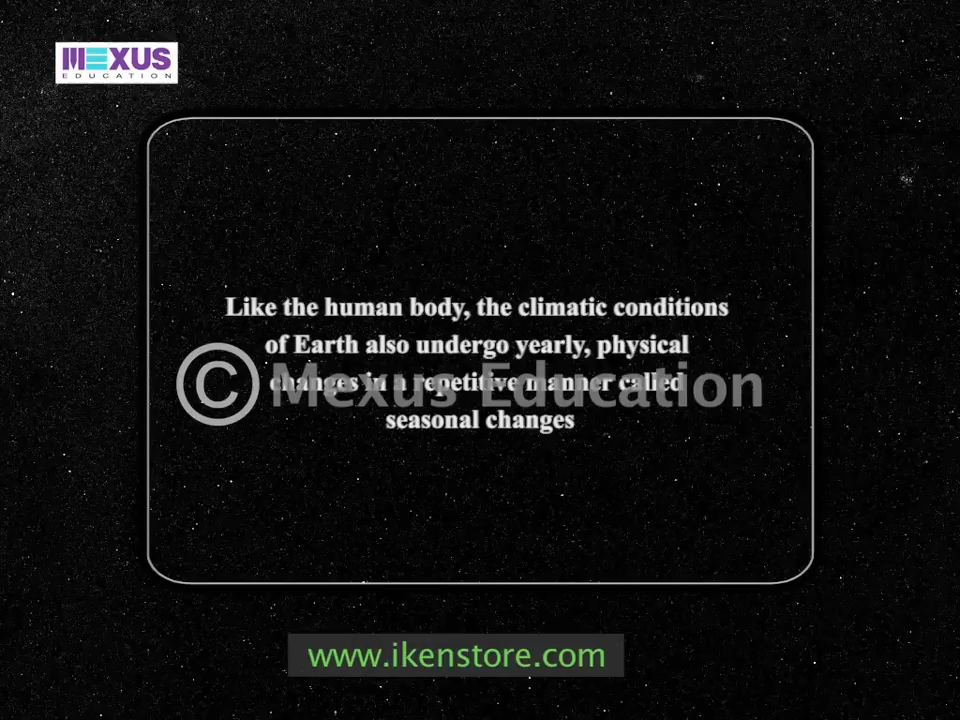 MEXUS
EDUCATION
Like the human body, the climatic conditions
of Earth also undergo yearly, physical
changes in a repetitive manner called
seasonal changes
© Mexus Education
www.ikenstore.com